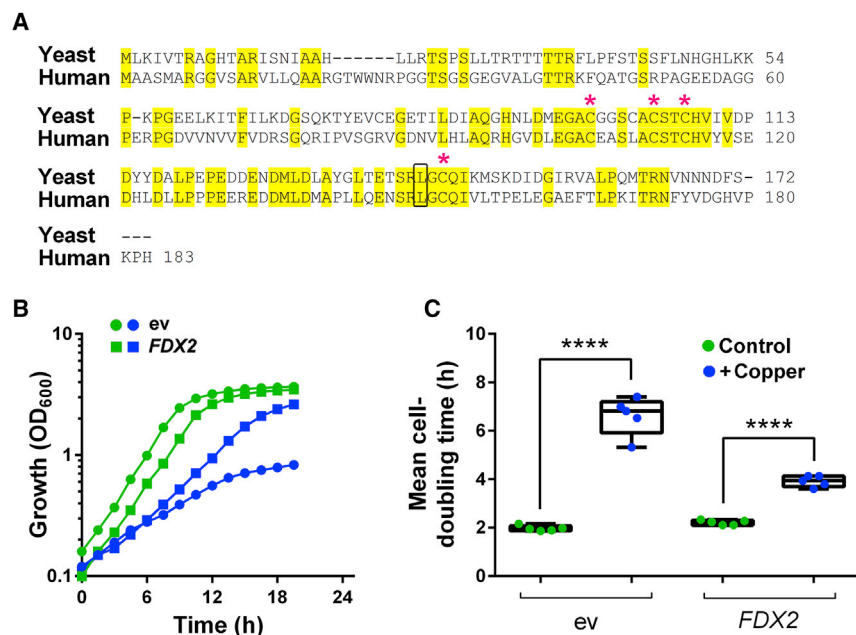 A
* * *
Yeast MLKIVTRAGHTARISNIAAH------LLRTSPSLLTRTTTTTTRFLPFSTSSFLNHGHLKK 54
Human MAASMARGGVSARVLLQAARGTWWNRPGGTSGSGEGVALGTTRKFQATGSRPAGEEDAGG 60
Yeast P-KPGEELKITFILKDGSQKTYEVCEGETILDIAQGHNLDMEGACGGSCACSTCHVIVDP 113
Human PERPGDVVNVVFVDRSGQRIPVSGRVGDNVLHLAQRHGVDLEGACEASLACSTCHVYVSE 120
*
Yeast DYYDALPEPEDDENDMLDLAYGLTETSRLGCQIKMSKDIDGIRVALPQMTRNVNNNDFS- 172
Human DHLDLLPPPEEREDDMLDMAPLLQENSRLGCQIVLTPELEGAEFTLPKITRNFYVDGHVP 180
Yeast ---
Human KPH 183
B
ev
FDX2
10
1
0.1
0 6 12 18 24
Growth (OD600)
Time (h)
C
Control
+ Copper
****
****
10
8
6
4
2
0
Mean cell-
doubling time (h)
ev FDX2